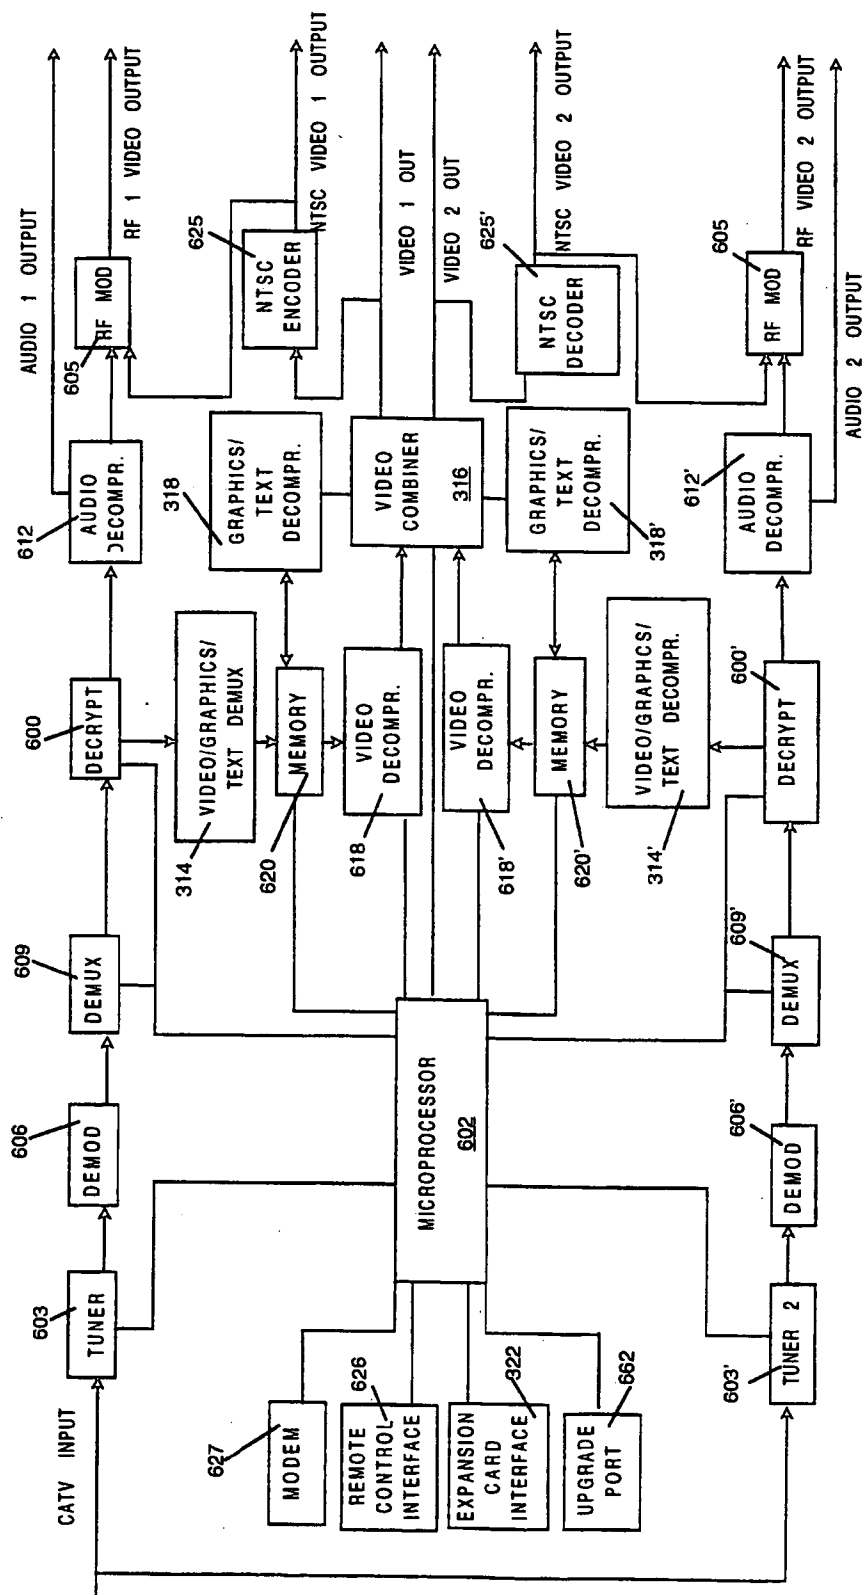 CATV INPUT
603
TUNER
606
DEMOD
609
DEMUX
600
DECRYPT
612
AUDIO
DECOMPR.
605
RF MOD
AUDIO 1 OUTPUT
RF 1 VIDEO OUTPUT
314
VIDEO/GRAPHICS/
TEXT DEMUX
318
GRAPHICS/
TEXT
DECOMPR.
625
NTSC
ENCODER
NTSC VIDEO 1 OUTPUT
620
MEMORY
618
VIDEO
DECOMPR.
VIDEO
COMBINER
316
VIDEO 1 OUT
VIDEO 2 OUT
627
MODEM
626
REMOTE
CONTROL
INTERFACE
322
EXPANSION
CARD
INTERFACE
662
UPGRADE
PORT
MICROPROCESSOR
602
618'
VIDEO
DECOMPR.
620'
MEMORY
318'
GRAPHICS/
TEXT
DECOMPR.
625'
NTSC
DECODER
NTSC VIDEO 2 OUTPUT
314'
VIDEO/GRAPHCS/
TEXT DECOMPR.
603'
TUNER 2
606'
DEMOD
609'
DEMUX
600'
DECRYPT
612'
AUDIO
DECOMPR.
605
RF MOD
RF VIDEO 2 OUTPUT
AUDIO 2 OUTPUT